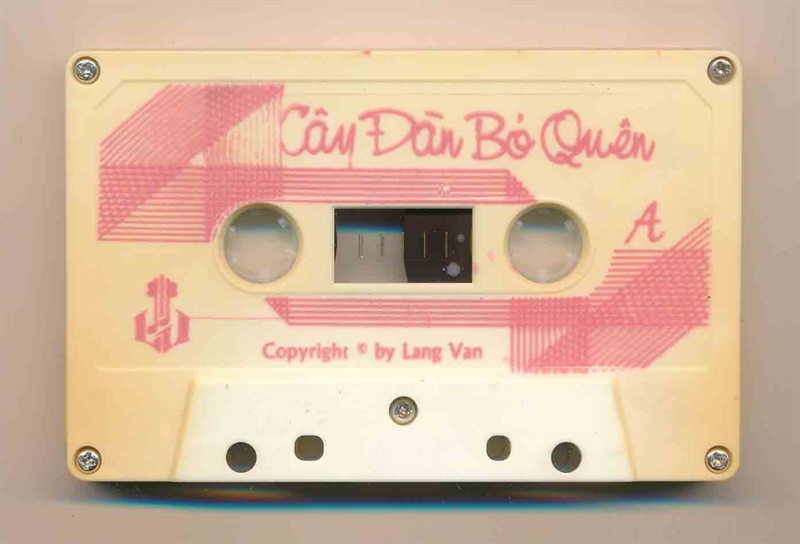 Cây Đàn Bỏ Quên
A
Copyright © by Lang Van